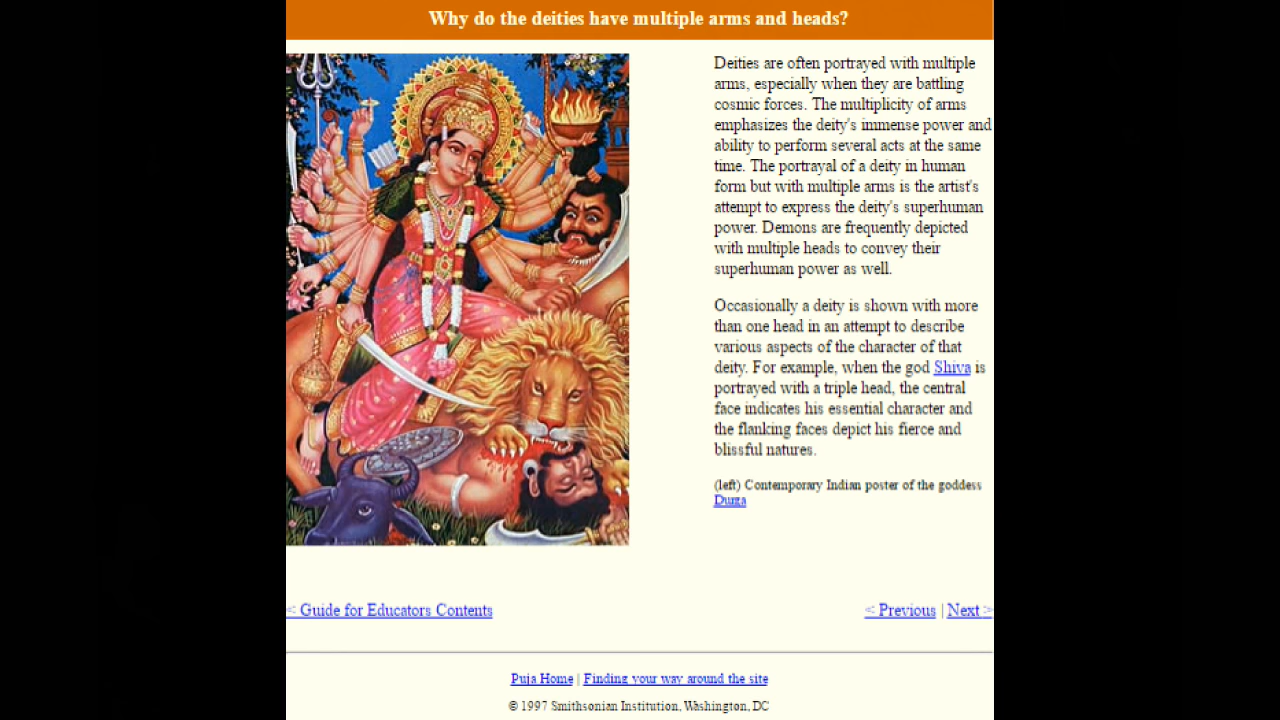 Why do the deities have multiple arms and heads?
Deities are often portrayed with multiple
arms, especially when they are battling
cosmic forces. The multiplicity of arms
emphasizes the deity's immense power and
ability to perform several acts at the same
time. The portrayal of a deity in human
form but with multiple arms is the artist's
attempt to express the deity's superhuman
power. Demons are frequently depicted
with multiple heads to convey their
superhuman power as well.
Occasionally a deity is shown with more
than one head in an attempt to describe
various aspects of the character of that
deity. For example, when the god Shiva is
portrayed with a triple head, the central
face indicates his essential character and
the flanking faces depict his fierce and
blissful natures.
(left) Contemporary Indian poster of the goddess
Durga
< Guide for Educators Contents
< Previous | Next >
Puja Home | Finding your way around the site
© 1997 Smithsonian Institution, Washington, DC